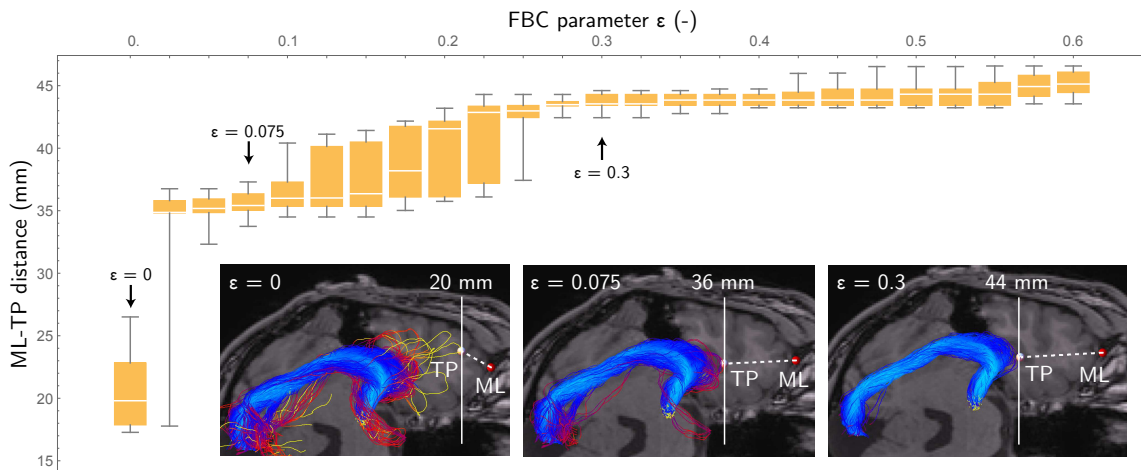 FBC parameter ε (-)
0. 0.1 0.2 0.3 0.4 0.5 0.6
ML-TP distance (mm)
45
40
35
30
25
20
15
ε = 0.075
ε = 0.3
ε = 0
ε = 0 20 mm
TP
ML
ε = 0.075 36 mm
TP ML
ε = 0.3 44 mm
TP ML